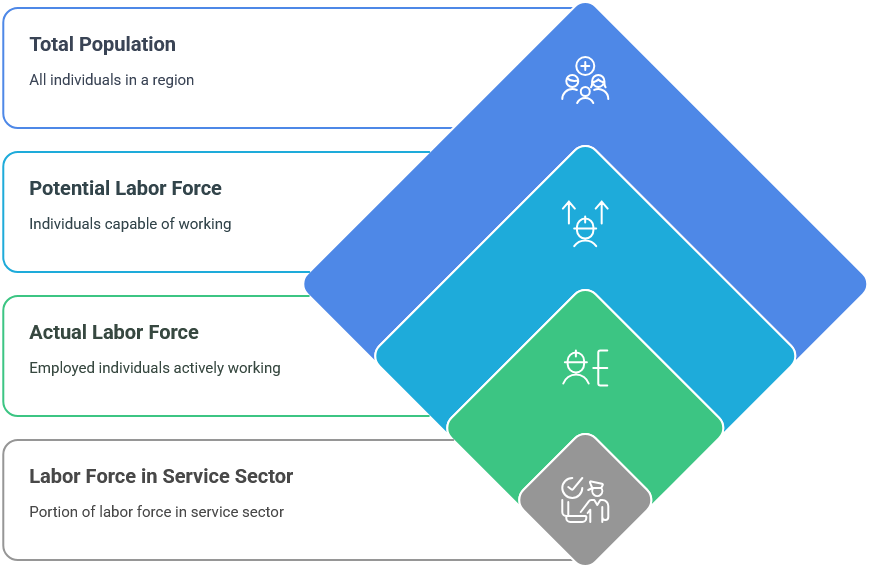 Total Population
All individuals in a region
Potential Labor Force
Individuals capable of working
Actual Labor Force
Employed individuals actively working
Labor Force in Service Sector
Portion of labor force in service sector